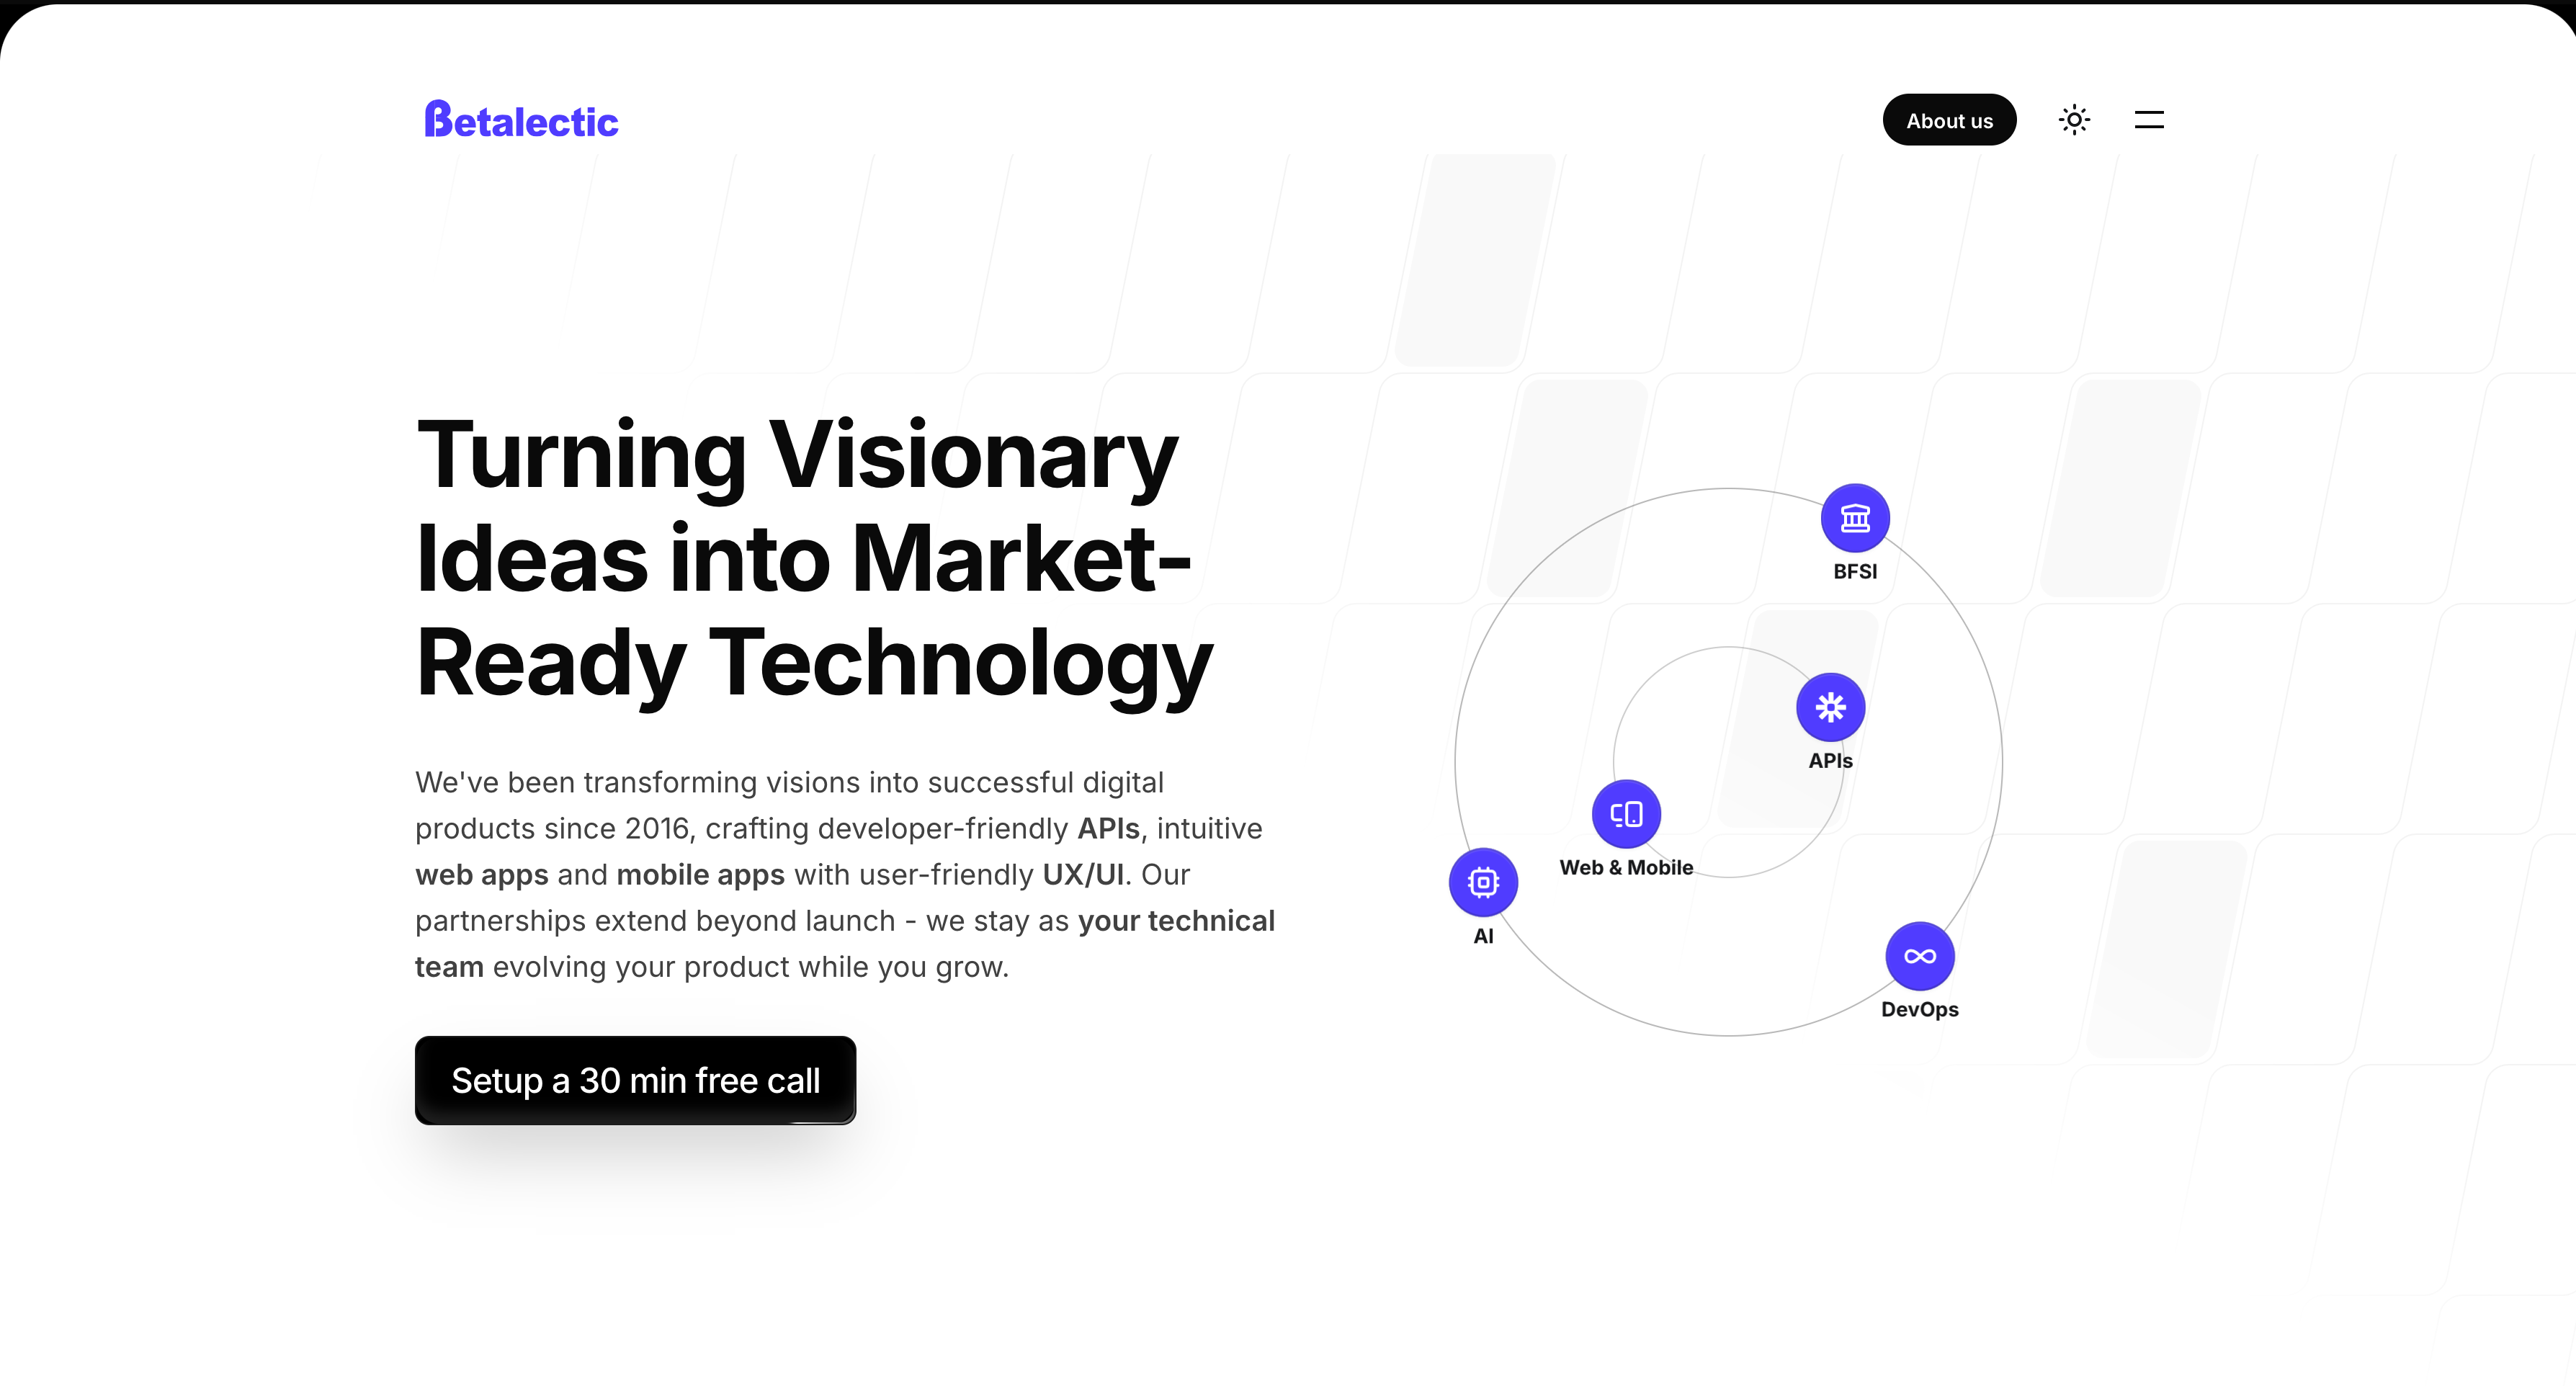 Betalectic
About us
Turning Visionary
Ideas into Market-
Ready Technology
We've been transforming visions into successful digital
products since 2016, crafting developer-friendly APIs, intuitive
web apps and mobile apps with user-friendly UX/UI. Our
partnerships extend beyond launch - we stay as your technical
team evolving your product while you grow.
Setup a 30 min free call
BFSI
APIs
Web & Mobile
AI
DevOps